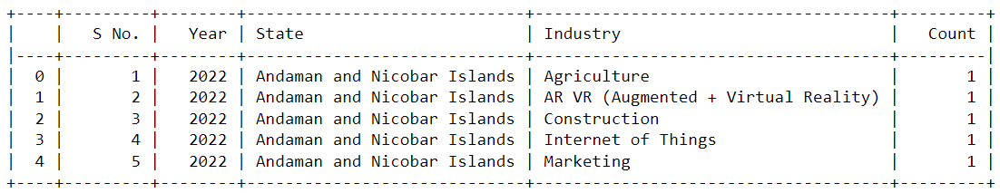 +----+---------+--------+----------------------------+--------------------------------------+---------+
|    |   S No. |   Year | State                      | Industry                             |   Count |
|----+---------+--------+----------------------------+--------------------------------------+---------|
|  0 |       1 |   2022 | Andaman and Nicobar Islands | Agriculture                          |       1 |
|  1 |       2 |   2022 | Andaman and Nicobar Islands | AR VR (Augmented + Virtual Reality) |       1 |
|  2 |       3 |   2022 | Andaman and Nicobar Islands | Construction                         |       1 |
|  3 |       4 |   2022 | Andaman and Nicobar Islands | Internet of Things                   |       1 |
|  4 |       5 |   2022 | Andaman and Nicobar Islands | Marketing                            |       1 |
+----+---------+--------+----------------------------+--------------------------------------+---------+